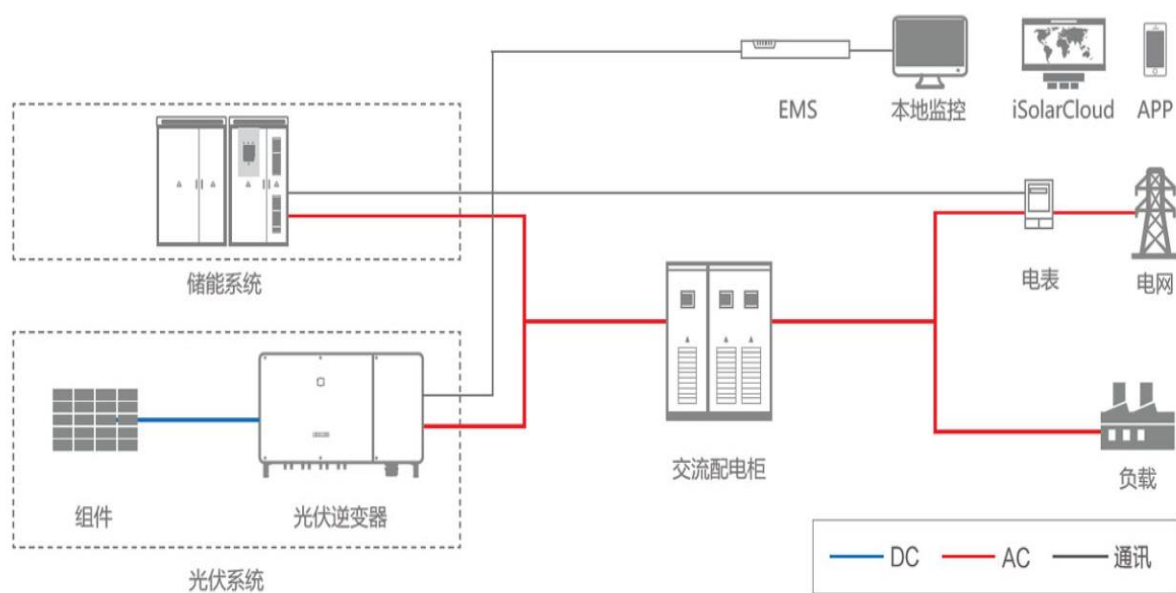 EMS
本地监控
iSolarCloud
APP
储能系统
电表
电网
组件
光伏逆变器
交流配电柜
负载
光伏系统
DC
AC
通讯